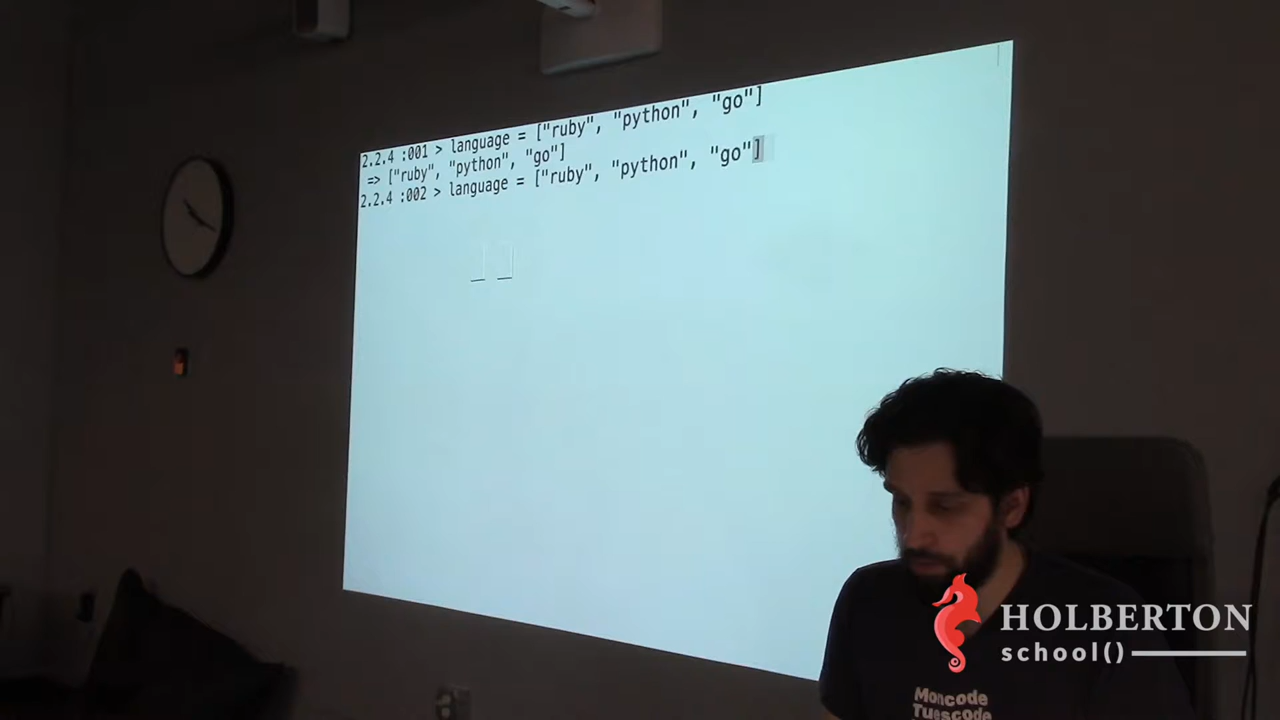 2.2.4 :001 > language = ["ruby", "python", "go"]
=> ["ruby", "python", "go"]
2.2.4 :002 > language = ["ruby", "python", "go"]
HOLBERTON
school()
Moncode
Tuescode